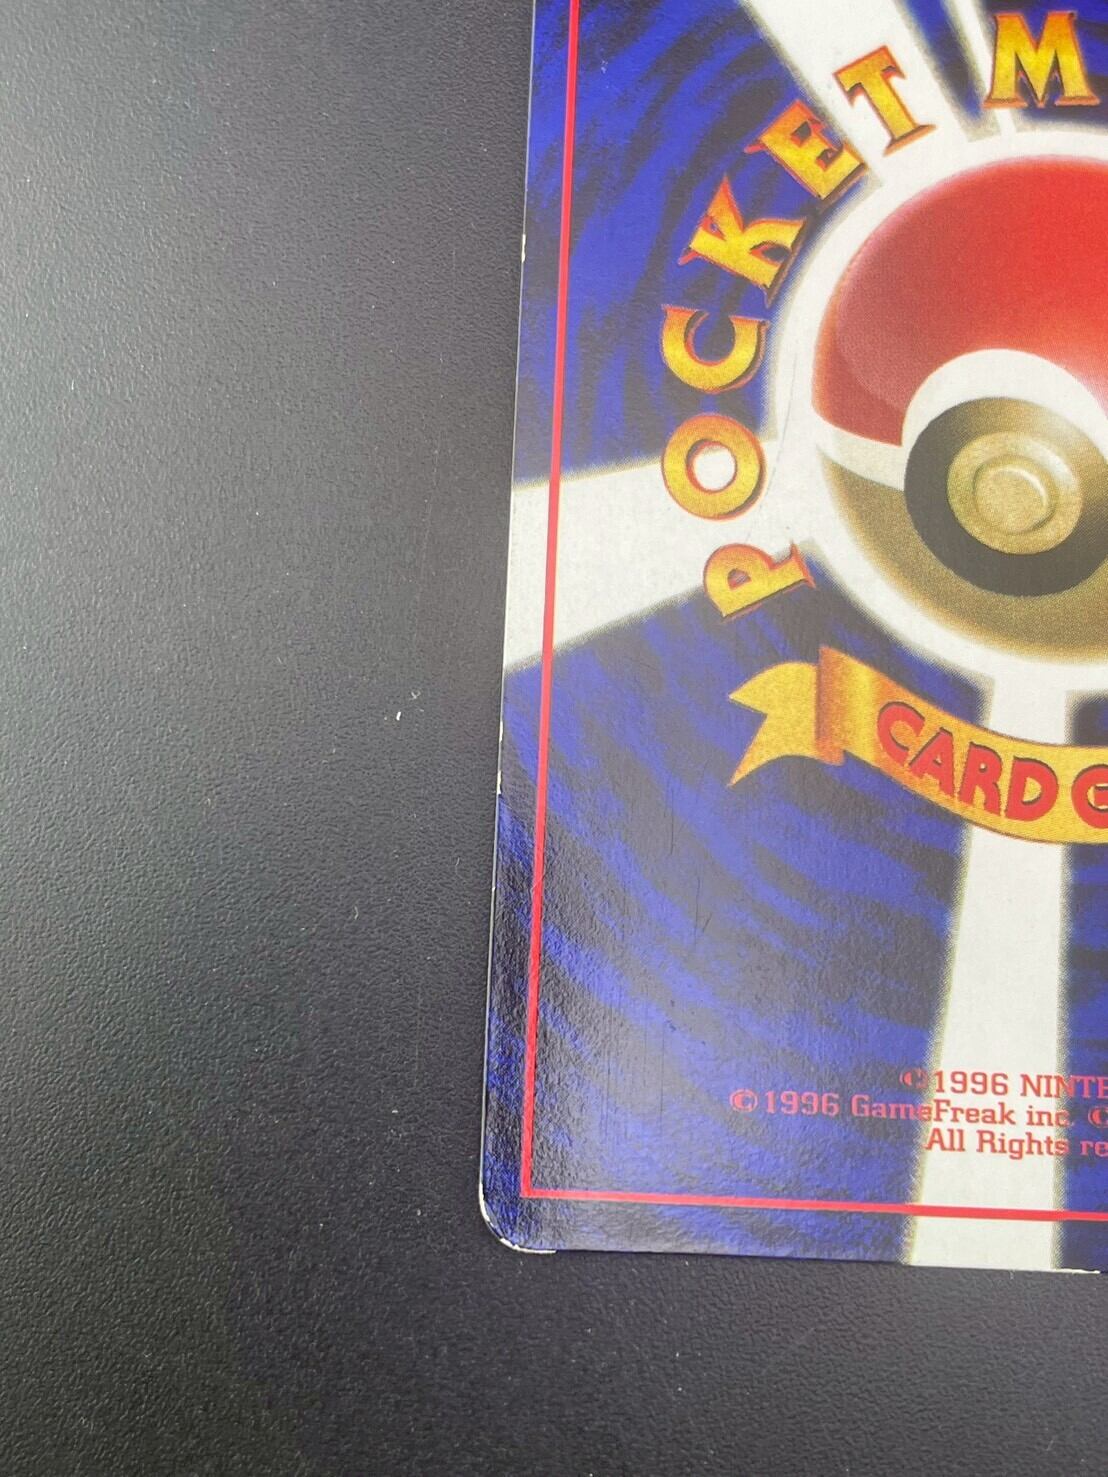 POCKET M
CARD G
©1996 NINTE
©1996 GameFreak inc. ©
All Rights re